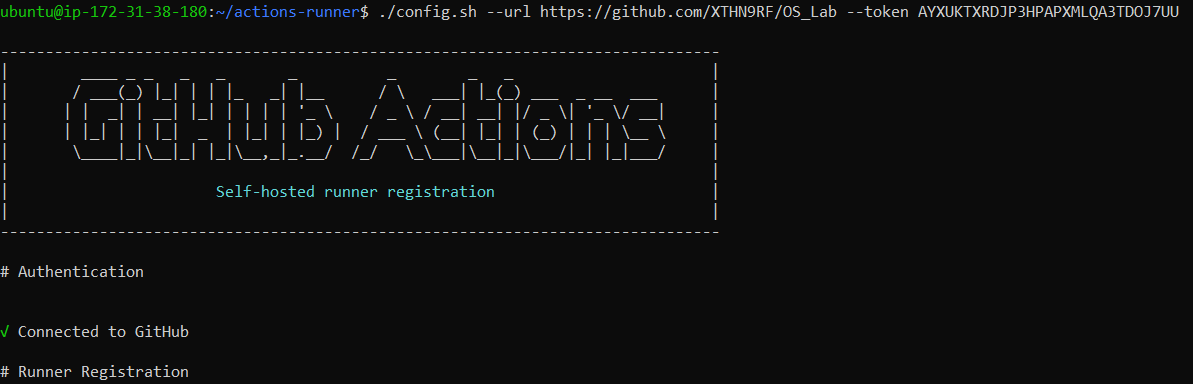 ubuntu@ip-172-31-38-180:~/actions-runner$ ./config.sh --url https://github.com/XTHN9RF/OS_Lab --token AYXUKTXRDJP3HPAPXMLQA3TDOJ7UU
GitHub Actions
Self-hosted runner registration
# Authentication
√ Connected to GitHub
# Runner Registration